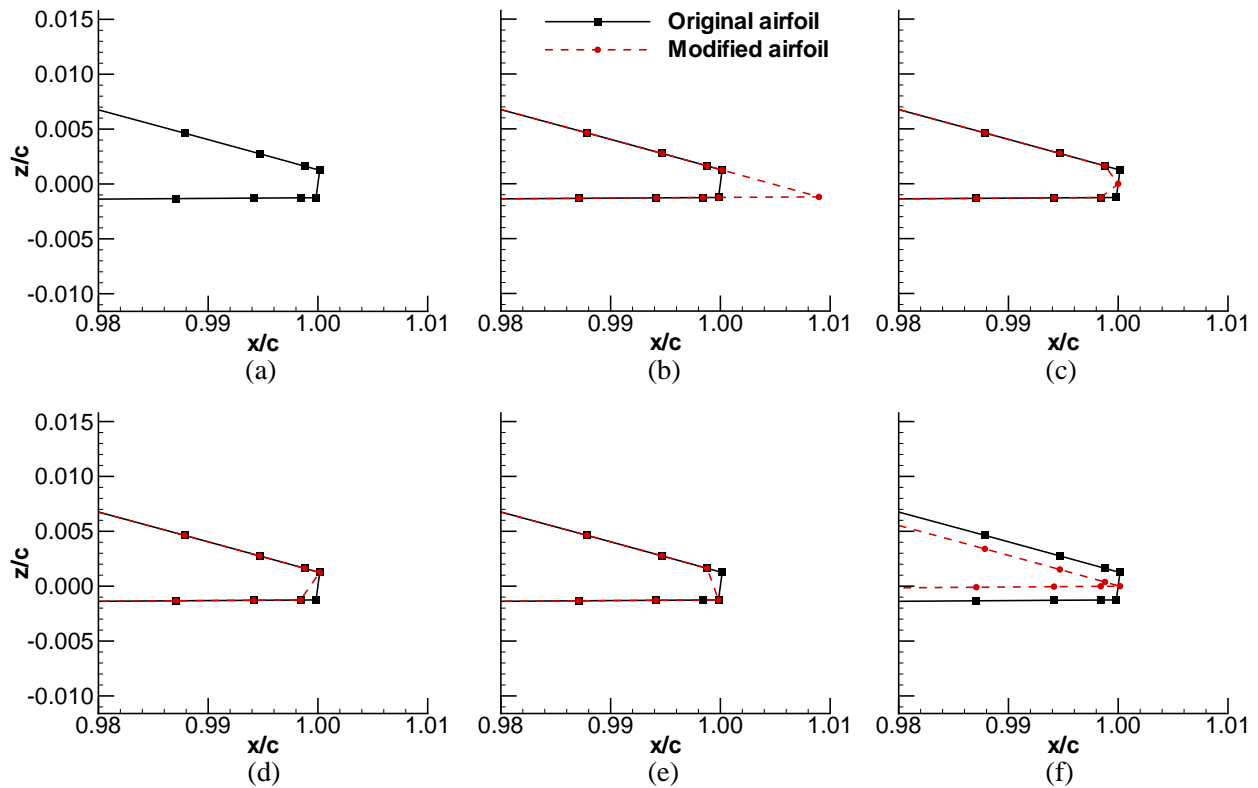 Original airfoil
Modified airfoil
0.015
0.010
0.005
0.000
-0.005
-0.010
z/c
0.98 0.99 1.00 1.01
x/c
(a)
0.98 0.99 1.00 1.01
x/c
(b)
0.98 0.99 1.00 1.01
x/c
(c)
0.015
0.010
0.005
0.000
-0.005
-0.010
z/c
0.98 0.99 1.00 1.01
x/c
(d)
0.98 0.99 1.00 1.01
x/c
(e)
0.98 0.99 1.00 1.01
x/c
(f)